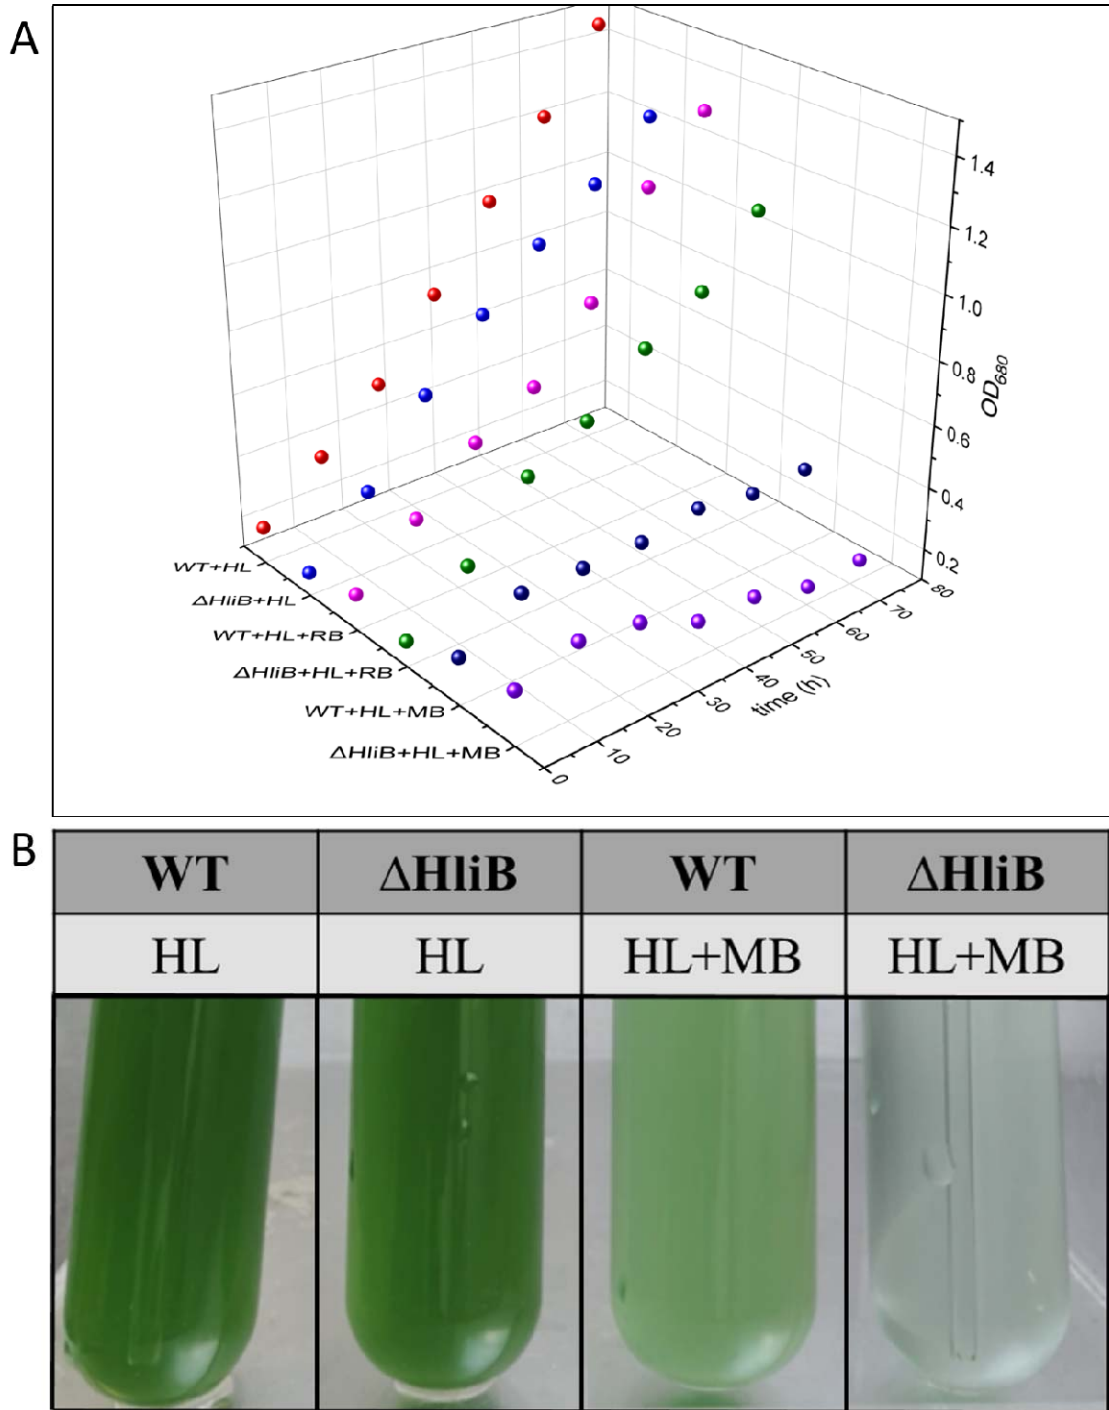 A
1.4
1.2
1.0
0.8
0.6
0.4
0.2
OD680
WT+HL
ΔHliB+HL
WT+HL+RB
ΔHliB+HL+RB
WT+HL+MB
ΔHliB+HL+MB
0
10
20
30
40
50
60
70
80
time (h)
B
WT ΔHliB WT ΔHliB
HL HL HL+MB HL+MB